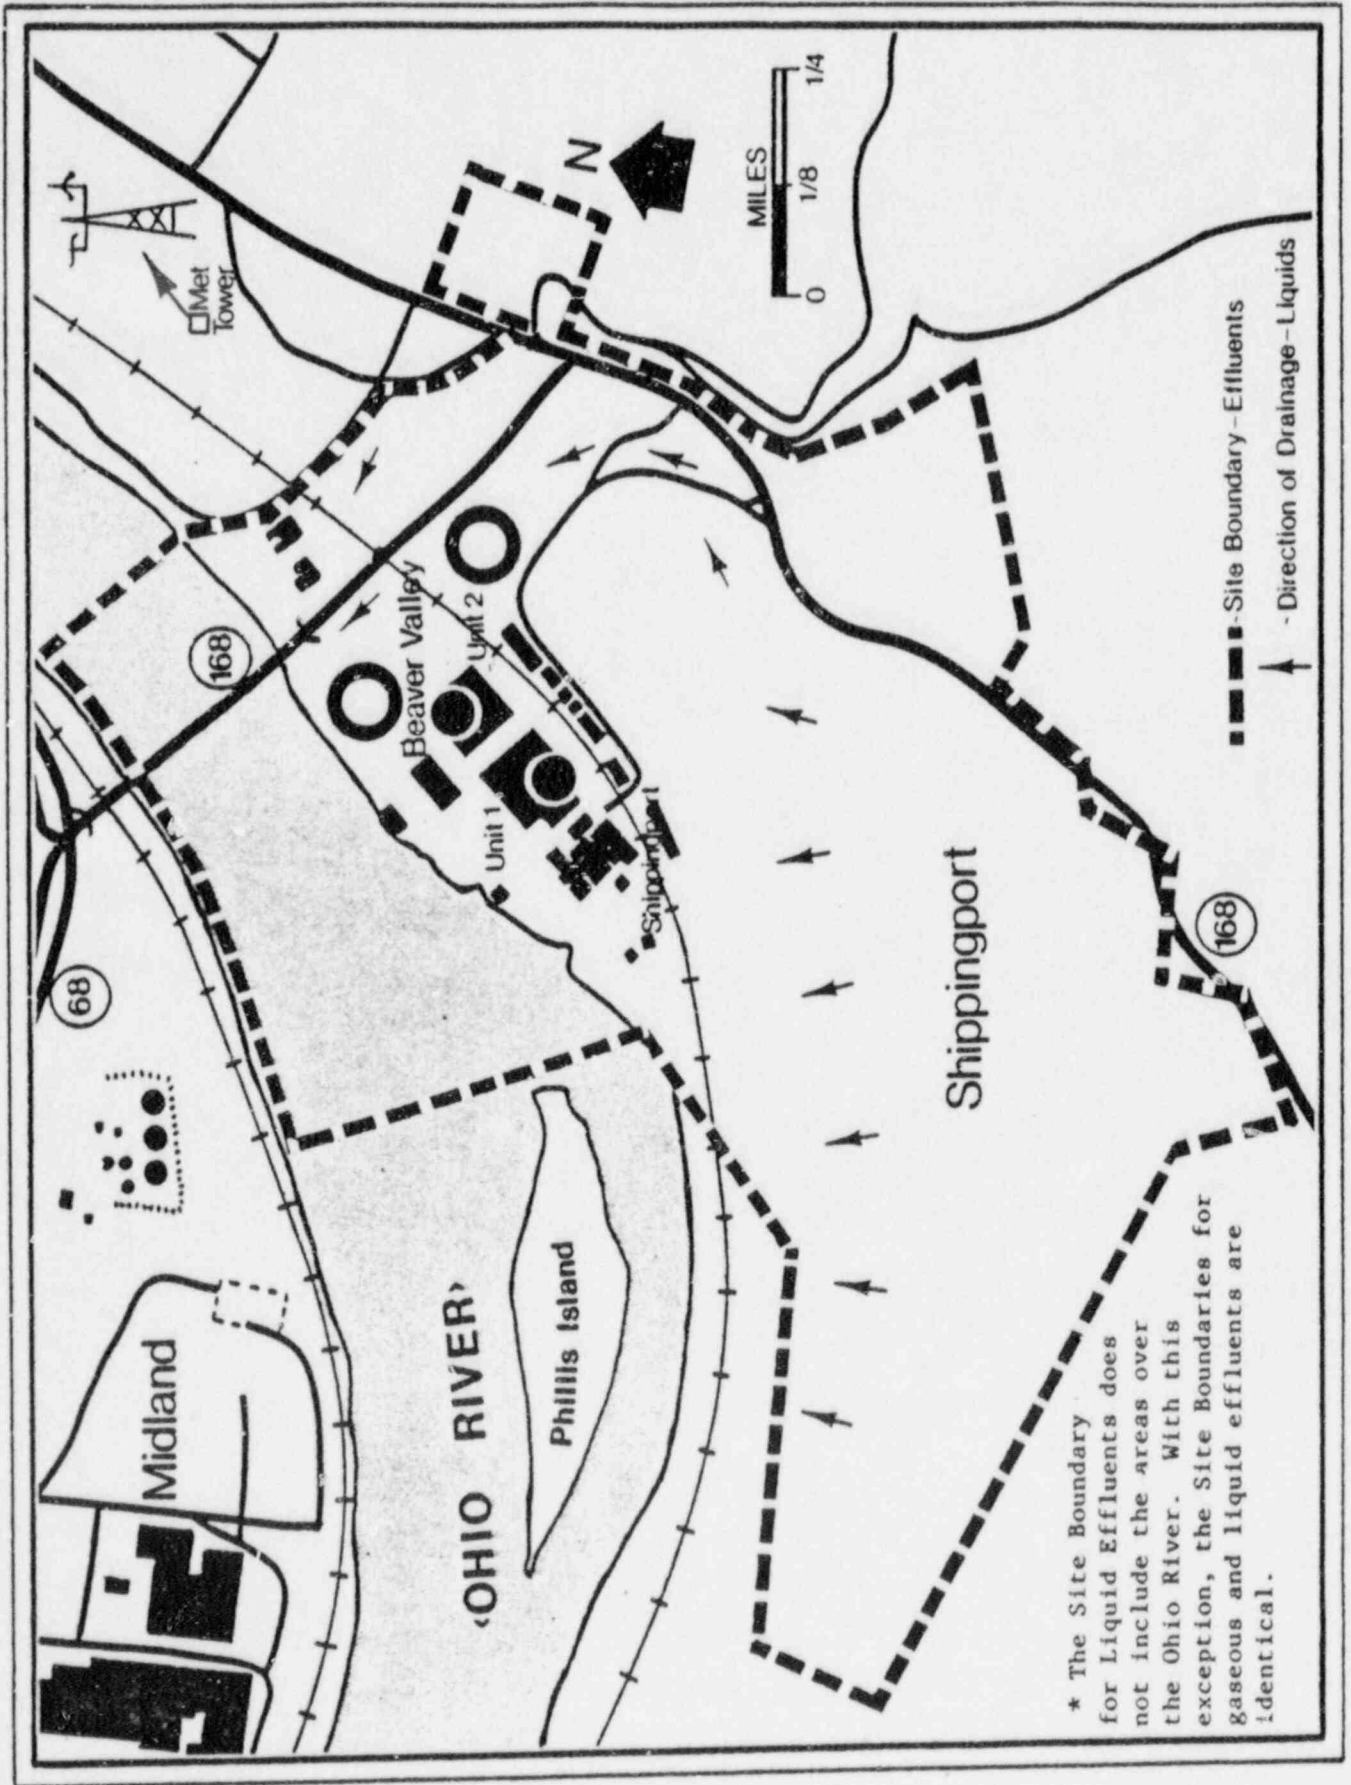 Midland
68
168
Met
Tower
‹OHIO RIVER›
Phillis Island
Beaver Valley
Unit 2
Unit 1
Shippingport
N
MILES
0 1/8 1/4
Shippingport
168
* The Site Boundary
for Liquid Effluents does
not include the areas over
the Ohio River. With this
exception, the Site Boundaries for
gaseous and liquid effluents are
identical.
-Site Boundary-Effluents
-Direction of Drainage-Liquids